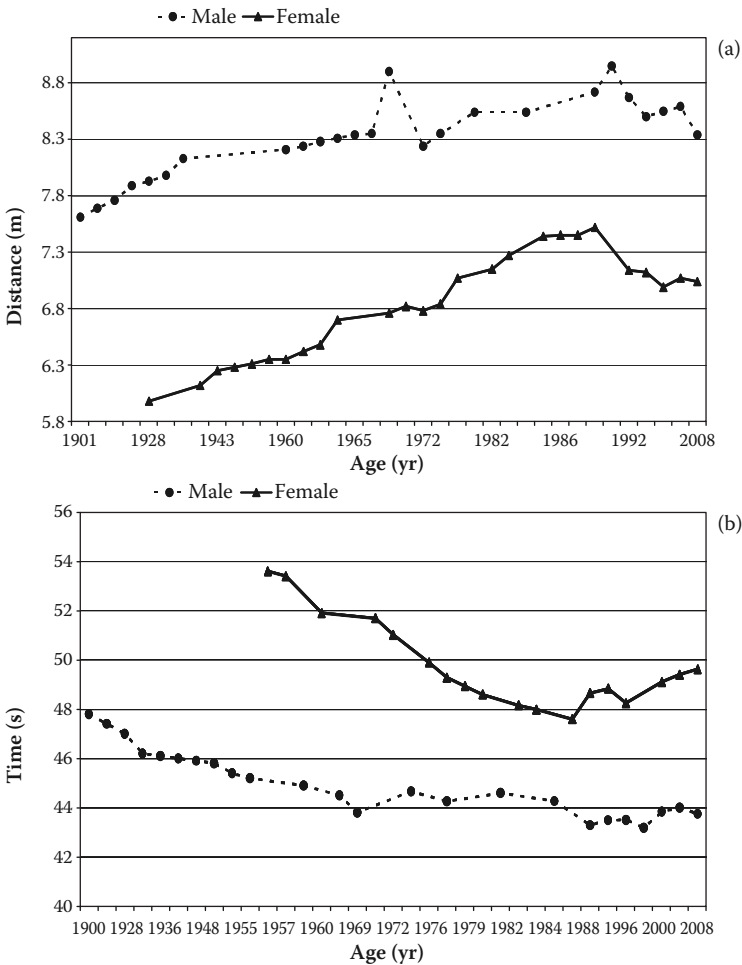 Male Female
(a)
8.8
8.3
7.8
7.3
6.8
6.3
5.8
Distance (m)
1901 1928 1943 1960 1965 1972 1982 1986 1992 2008
Age (yr)
Male Female
(b)
56
54
52
50
48
46
44
42
40
Time (s)
1900 1928 1936 1948 1955 1957 1960 1969 1972 1976 1979 1982 1984 1988 1996 2000 2008
Age (yr)